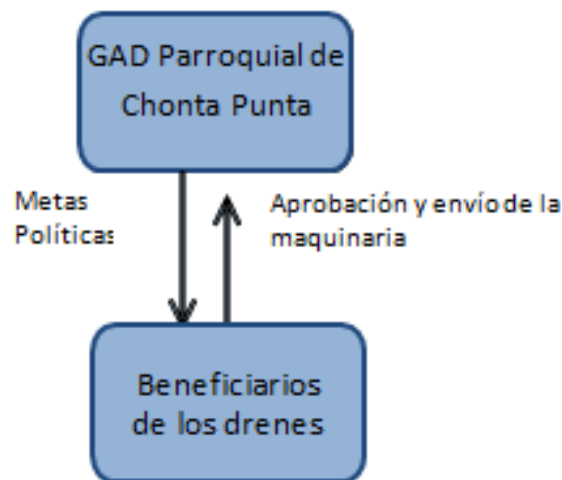 GAD Parroquial de
Chonta Punta
Metas
Políticas
Aprobación y envío de la
maquinaria
Beneficiarios
de los drenes